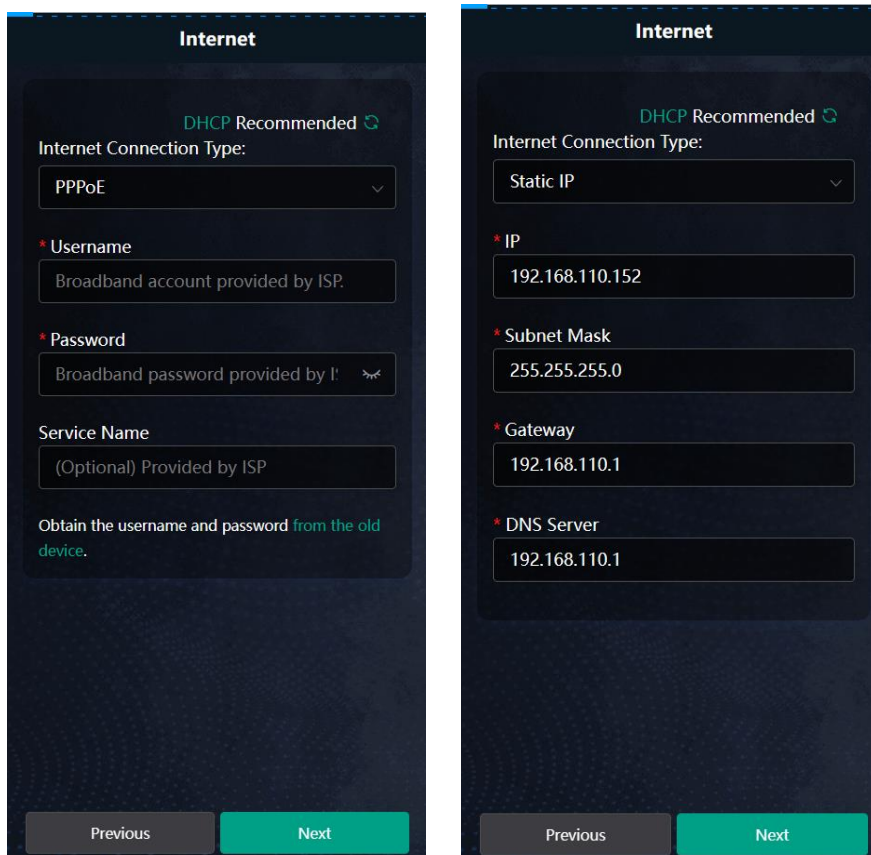 Internet
DHCP Recommended
Internet Connection Type:
PPPoE
* Username
Broadband account provided by ISP.
* Password
Broadband password provided by I
Service Name
(Optional) Provided by ISP
Obtain the username and password from the old
device.
Previous
Next
Internet
DHCP Recommended
Internet Connection Type:
Static IP
* IP
192.168.110.152
* Subnet Mask
255.255.255.0
* Gateway
192.168.110.1
* DNS Server
192.168.110.1
Previous
Next